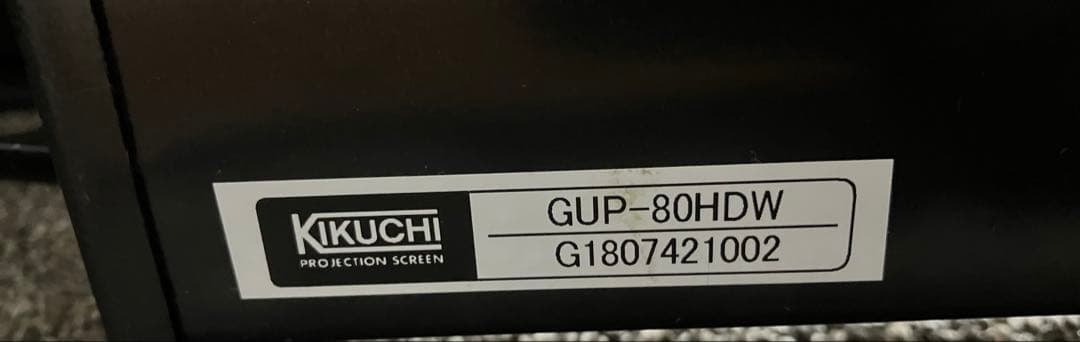 KIKUCHI
PROJECTION SCREEN
GUP-80HDW
G1807421002